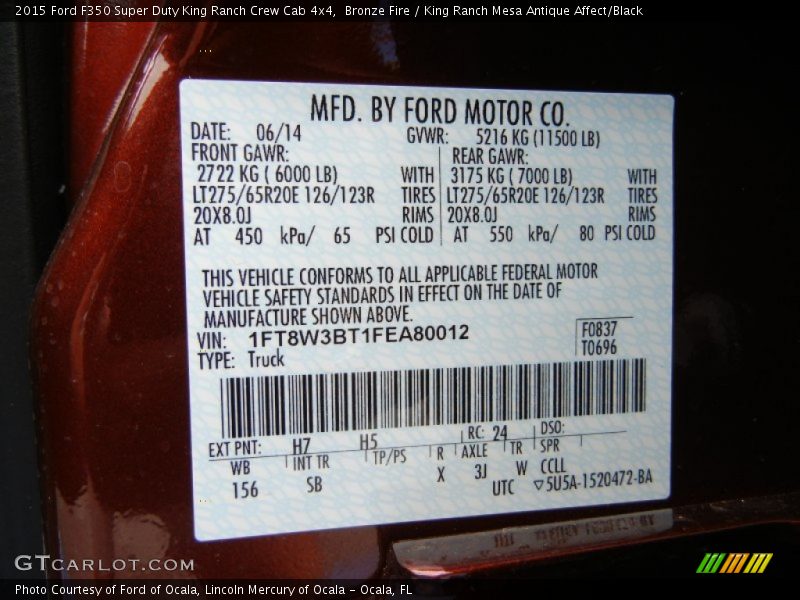 2015 Ford F350 Super Duty King Ranch Crew Cab 4x4,  Bronze Fire / King Ranch Mesa Antique Affect/Black
MFD. BY FORD MOTOR CO.
DATE: 06/14 GVWR: 5216 KG (11500 LB)
FRONT GAWR: REAR GAWR:
2722 KG ( 6000 LB) WITH 3175 KG ( 7000 LB) WITH
LT275/65R20E 126/123R TIRES LT275/65R20E 126/123R TIRES
20X8.0J RIMS 20X8.0J RIMS
AT 450 kPa/ 65 PSI COLD AT 550 kPa/ 80 PSI COLD
THIS VEHICLE CONFORMS TO ALL APPLICABLE FEDERAL MOTOR
VEHICLE SAFETY STANDARDS IN EFFECT ON THE DATE OF
MANUFACTURE SHOWN ABOVE.
VIN: 1FT8W3BT1FEA80012 F0837
TYPE: Truck T0696
EXT PNT: H7 H5 RC: 24 DSO:
WB INT TR TP/PS R AXLE TR SPR
156 SB X 3J W CCLL
UTC ▽5U5A-1520472-BA
GTCARLOT.COM
Photo Courtesy of Ford of Ocala, Lincoln Mercury of Ocala - Ocala, FL